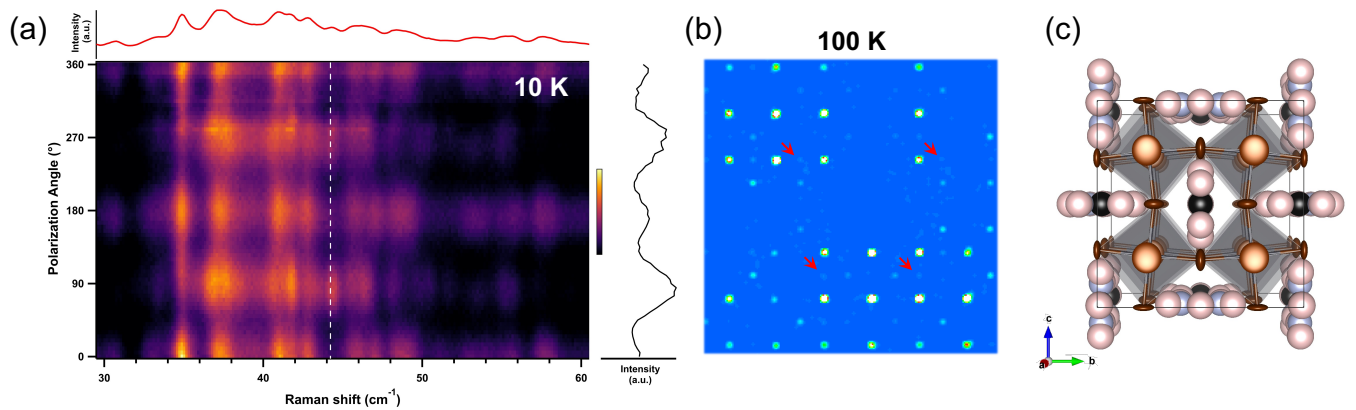 (a)
Intensity
(a.u.)
10 K
360
270
180
90
0
Polarization Angle (°)
30
40
50
60
Raman shift (cm⁻¹)
Intensity
(a.u.)
(b)
100 K
(c)
c
a
b